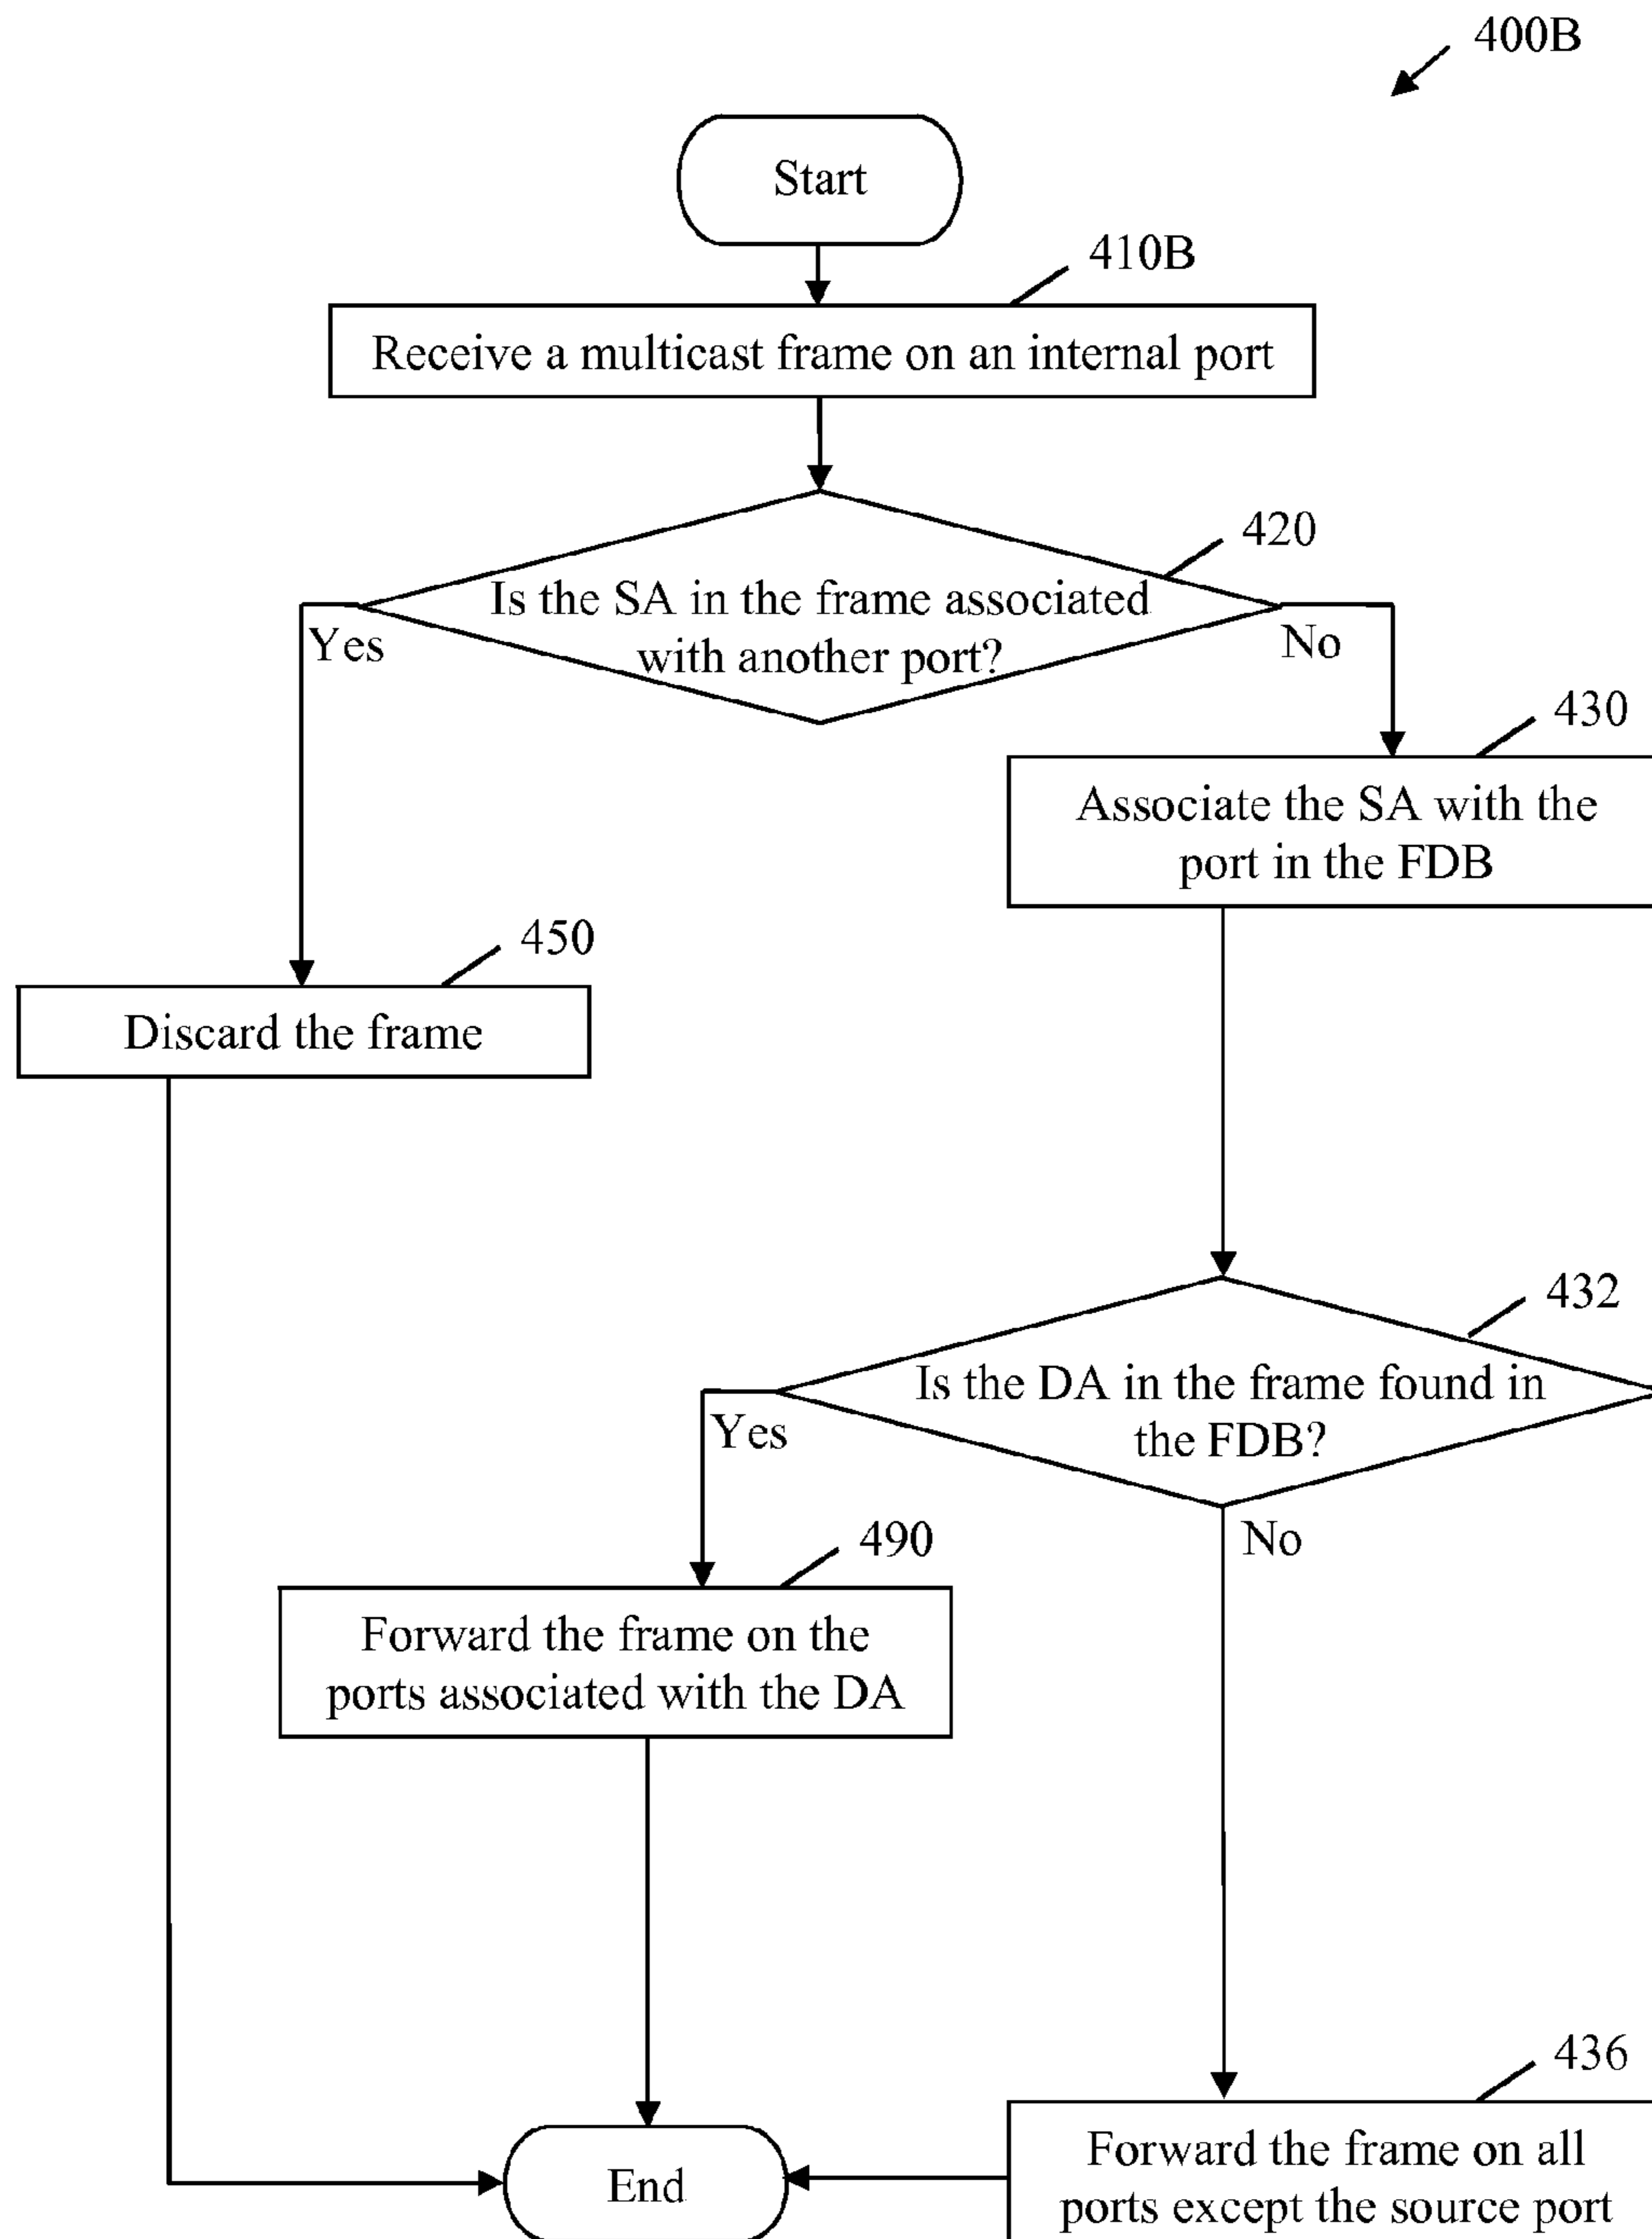 400B
Start
410B
Receive a multicast frame on an internal port
420
Is the SA in the frame associated
with another port?
Yes
No
430
Associate the SA with the
port in the FDB
450
Discard the frame
432
Is the DA in the frame found in
the FDB?
Yes
No
490
Forward the frame on the
ports associated with the DA
436
Forward the frame on all
ports except the source port
End